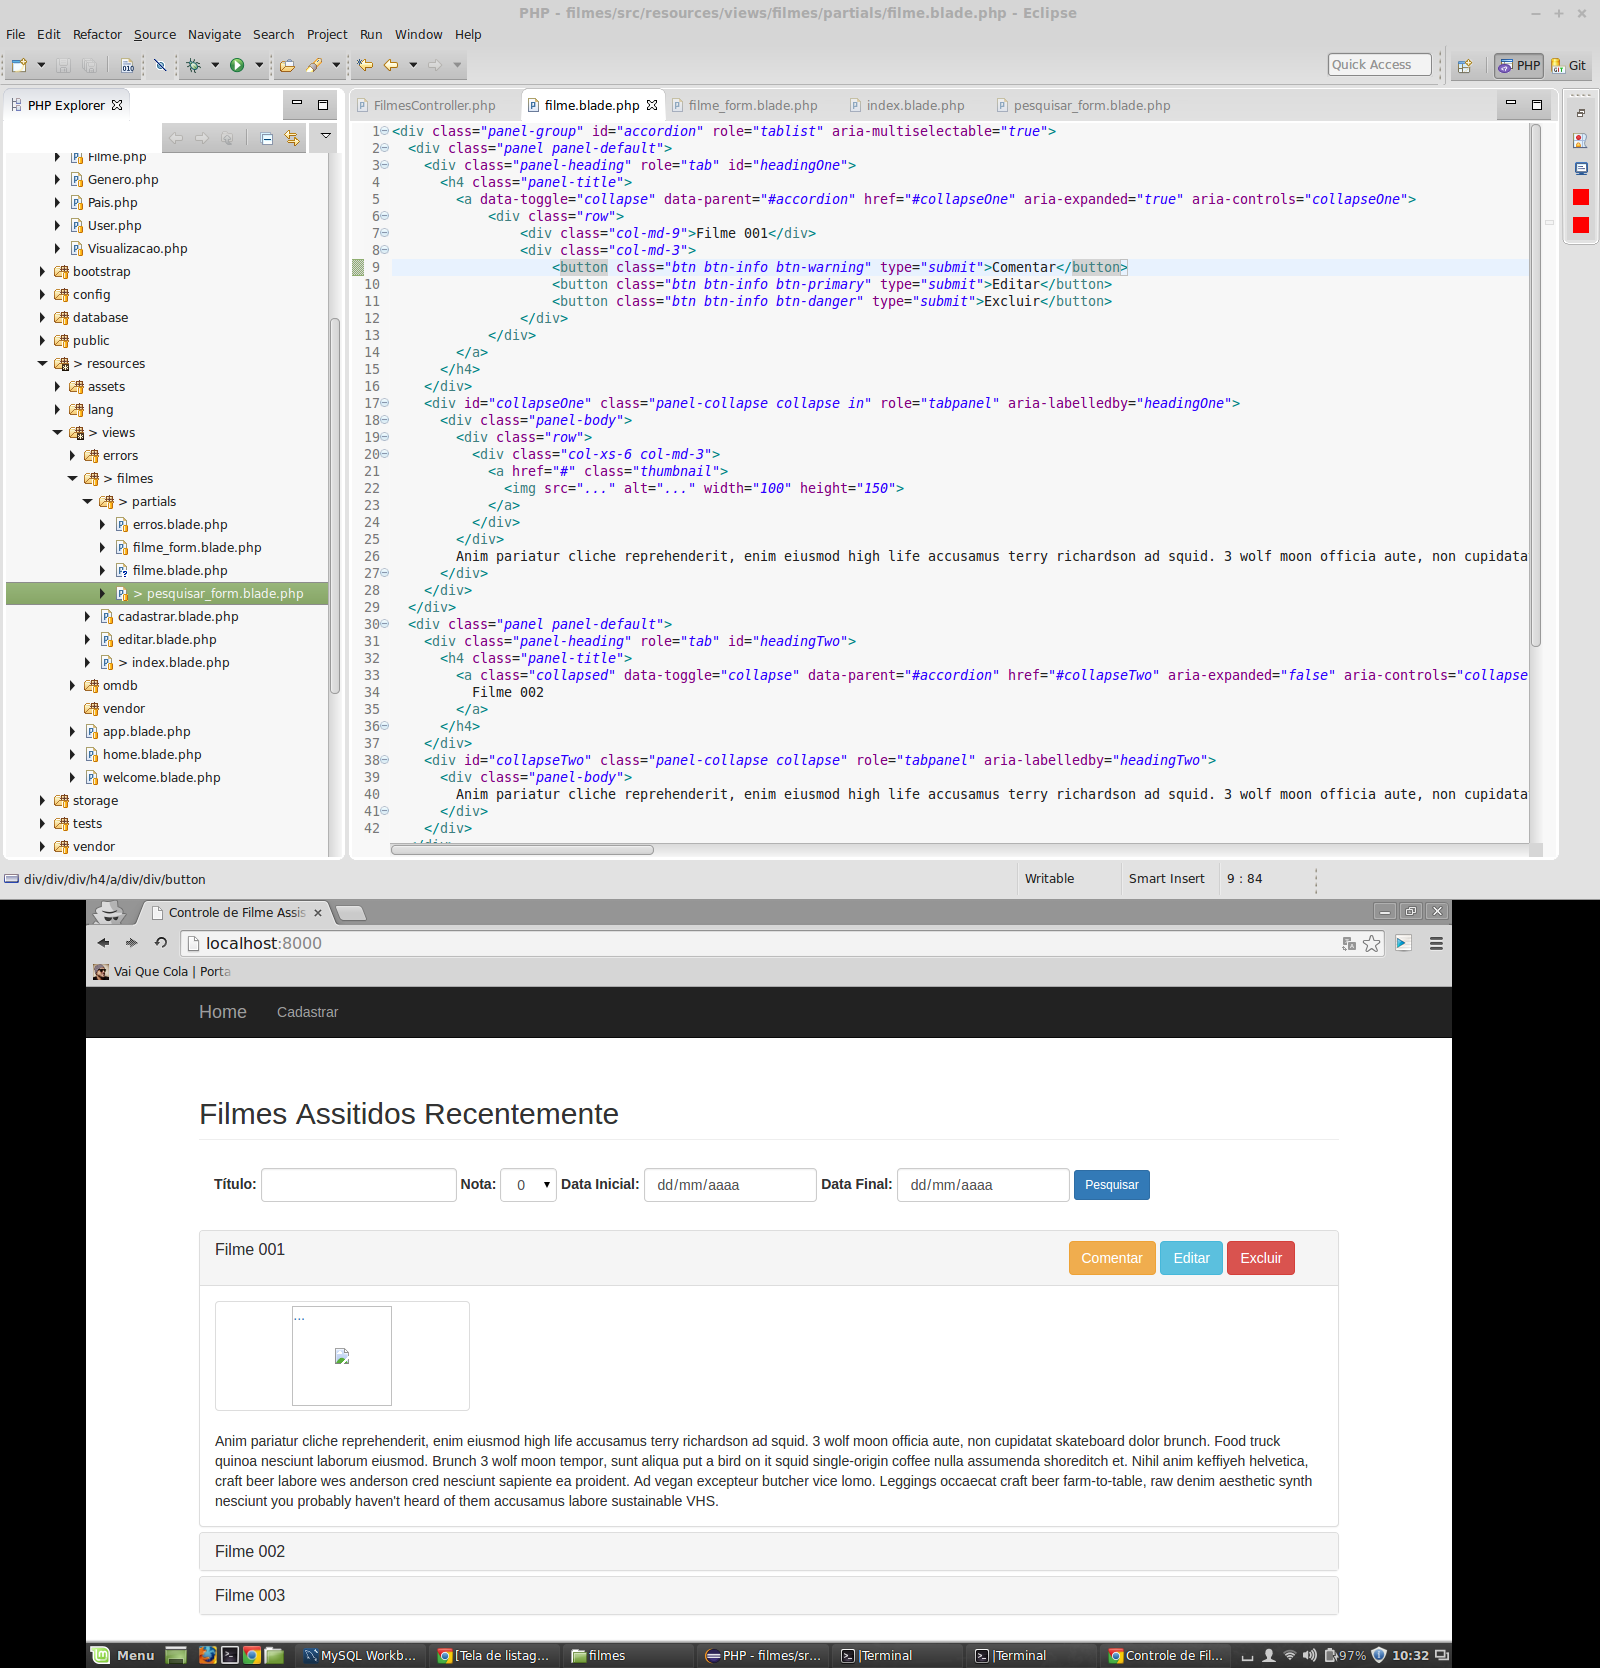 PHP - filmes/src/resources/views/filmes/partials/filme.blade.php - Eclipse
File Edit Refactor Source Navigate Search Project Run Window Help
Quick Access PHP Git
PHP Explorer
FilmesController.php filme.blade.php filme_form.blade.php index.blade.php pesquisar_form.blade.php
Filme.php
Genero.php
Pais.php
User.php
Visualizacao.php
bootstrap
config
database
public
> resources
assets
lang
> views
errors
> filmes
> partials
erros.blade.php
filme_form.blade.php
filme.blade.php
> pesquisar_form.blade.php
cadastrar.blade.php
editar.blade.php
> index.blade.php
omdb
vendor
app.blade.php
home.blade.php
welcome.blade.php
storage
tests
vendor
1 <div class="panel-group" id="accordion" role="tablist" aria-multiselectable="true">
2 <div class="panel panel-default">
3 <div class="panel-heading" role="tab" id="headingOne">
4 <h4 class="panel-title">
5 <a data-toggle="collapse" data-parent="#accordion" href="#collapseOne" aria-expanded="true" aria-controls="collapseOne">
6 <div class="row">
7 <div class="col-md-9">Filme 001</div>
8 <div class="col-md-3">
9 <button class="btn btn-info btn-warning" type="submit">Comentar</button>
10 <button class="btn btn-info btn-primary" type="submit">Editar</button>
11 <button class="btn btn-info btn-danger" type="submit">Excluir</button>
12 </div>
13 </div>
14 </a>
15 </h4>
16 </div>
17 <div id="collapseOne" class="panel-collapse collapse in" role="tabpanel" aria-labelledby="headingOne">
18 <div class="panel-body">
19 <div class="row">
20 <div class="col-xs-6 col-md-3">
21 <a href="#" class="thumbnail">
22 <img src="..." alt="..." width="100" height="150">
23 </a>
24 </div>
25 </div>
26 Anim pariatur cliche reprehenderit, enim eiusmod high life accusamus terry richardson ad squid. 3 wolf moon officia aute, non cupidata
27 </div>
28 </div>
29 </div>
30 <div class="panel panel-default">
31 <div class="panel-heading" role="tab" id="headingTwo">
32 <h4 class="panel-title">
33 <a class="collapsed" data-toggle="collapse" data-parent="#accordion" href="#collapseTwo" aria-expanded="false" aria-controls="collapse
34 Filme 002
35 </a>
36 </h4>
37 </div>
38 <div id="collapseTwo" class="panel-collapse collapse" role="tabpanel" aria-labelledby="headingTwo">
39 <div class="panel-body">
40 Anim pariatur cliche reprehenderit, enim eiusmod high life accusamus terry richardson ad squid. 3 wolf moon officia aute, non cupidata
41 </div>
42 </div>
div/div/div/h4/a/div/div/button Writable Smart Insert 9 : 84
Controle de Filme Assis
localhost:8000
Vai Que Cola | Porta
Home Cadastrar
Filmes Assitidos Recentemente
Título: Nota: 0 Data Inicial: dd/mm/aaaa Data Final: dd/mm/aaaa Pesquisar
Filme 001 Comentar Editar Excluir
...
Anim pariatur cliche reprehenderit, enim eiusmod high life accusamus terry richardson ad squid. 3 wolf moon officia aute, non cupidatat skateboard dolor brunch. Food truck
quinoa nesciunt laborum eiusmod. Brunch 3 wolf moon tempor, sunt aliqua put a bird on it squid single-origin coffee nulla assumenda shoreditch et. Nihil anim keffiyeh helvetica,
craft beer labore wes anderson cred nesciunt sapiente ea proident. Ad vegan excepteur butcher vice lomo. Leggings occaecat craft beer farm-to-table, raw denim aesthetic synth
nesciunt you probably haven't heard of them accusamus labore sustainable VHS.
Filme 002
Filme 003
Menu MySQL Workb... [Tela de listag... filmes PHP - filmes/sr... Terminal Terminal Controle de Fil... 97% 10:32